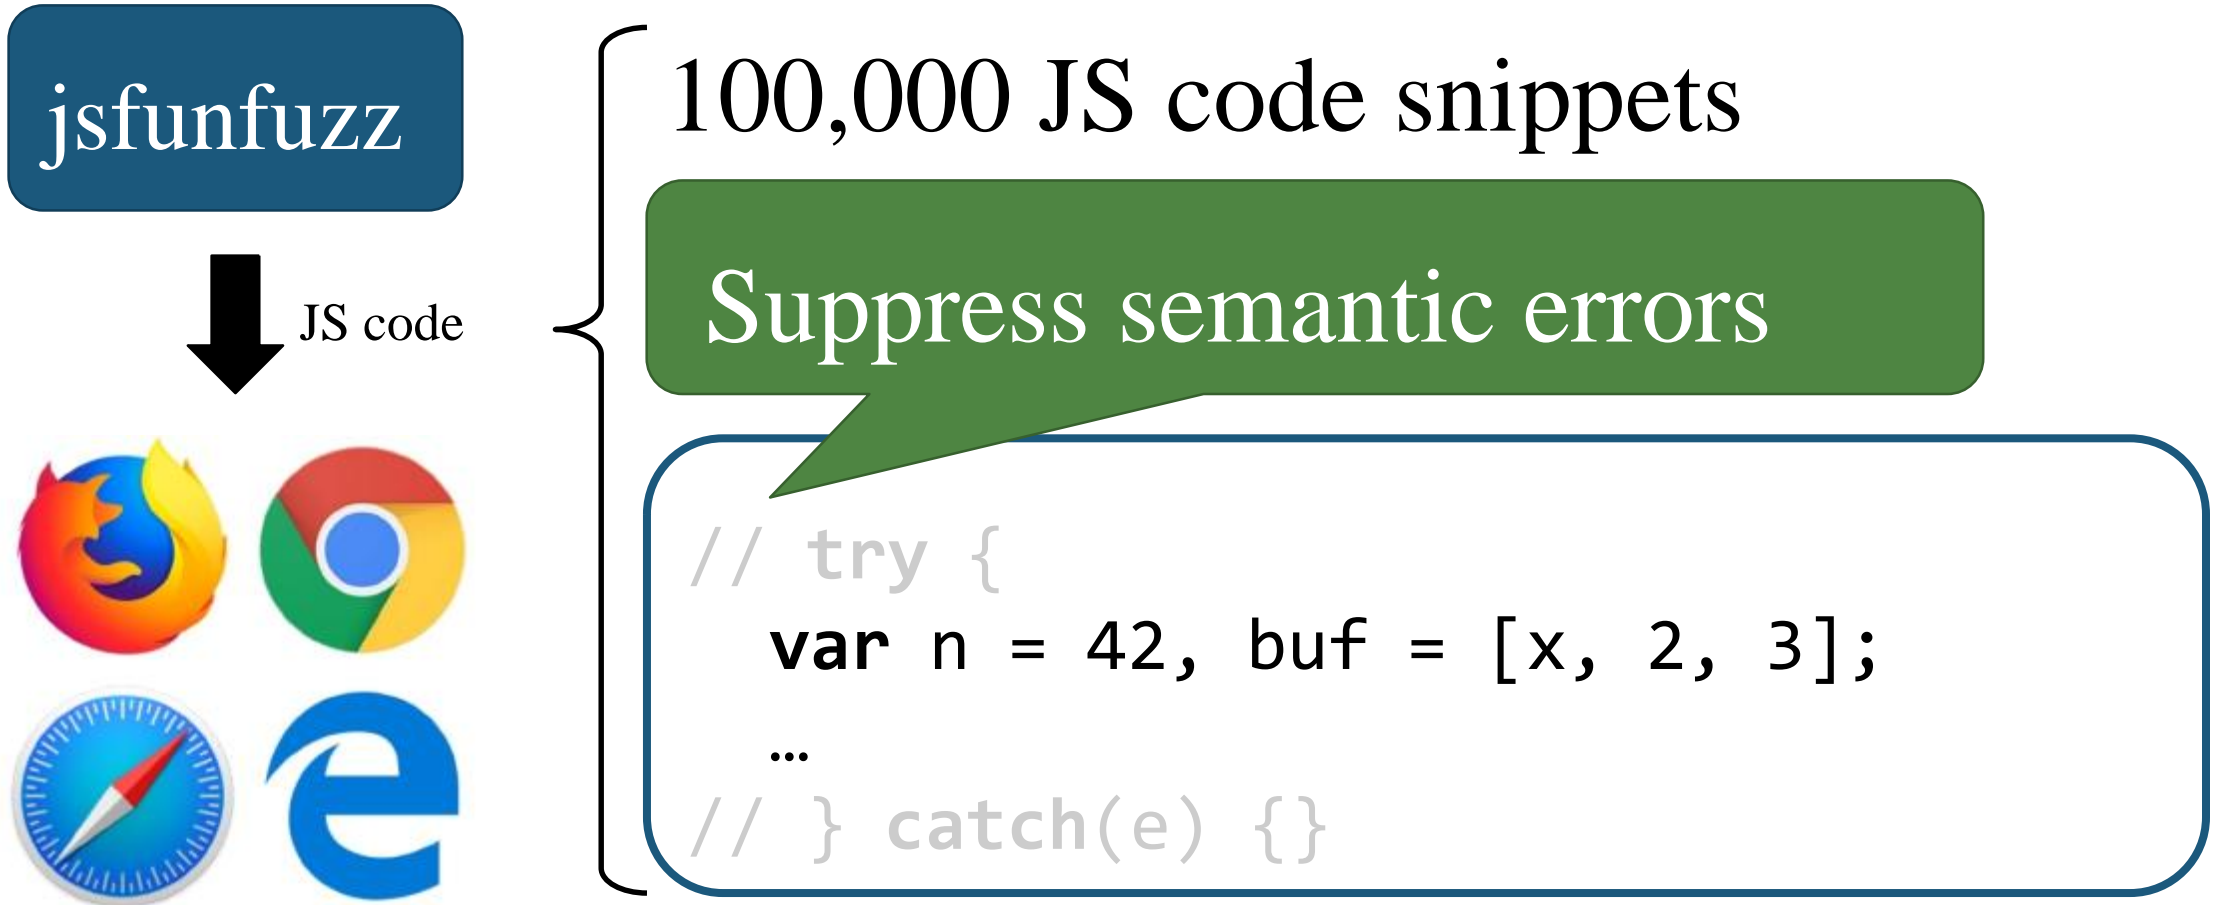 jsfunfuzz
JS code
100,000 JS code snippets
Suppress semantic errors
// try {
var n = 42, buf = [x, 2, 3];
…
// } catch(e) {}